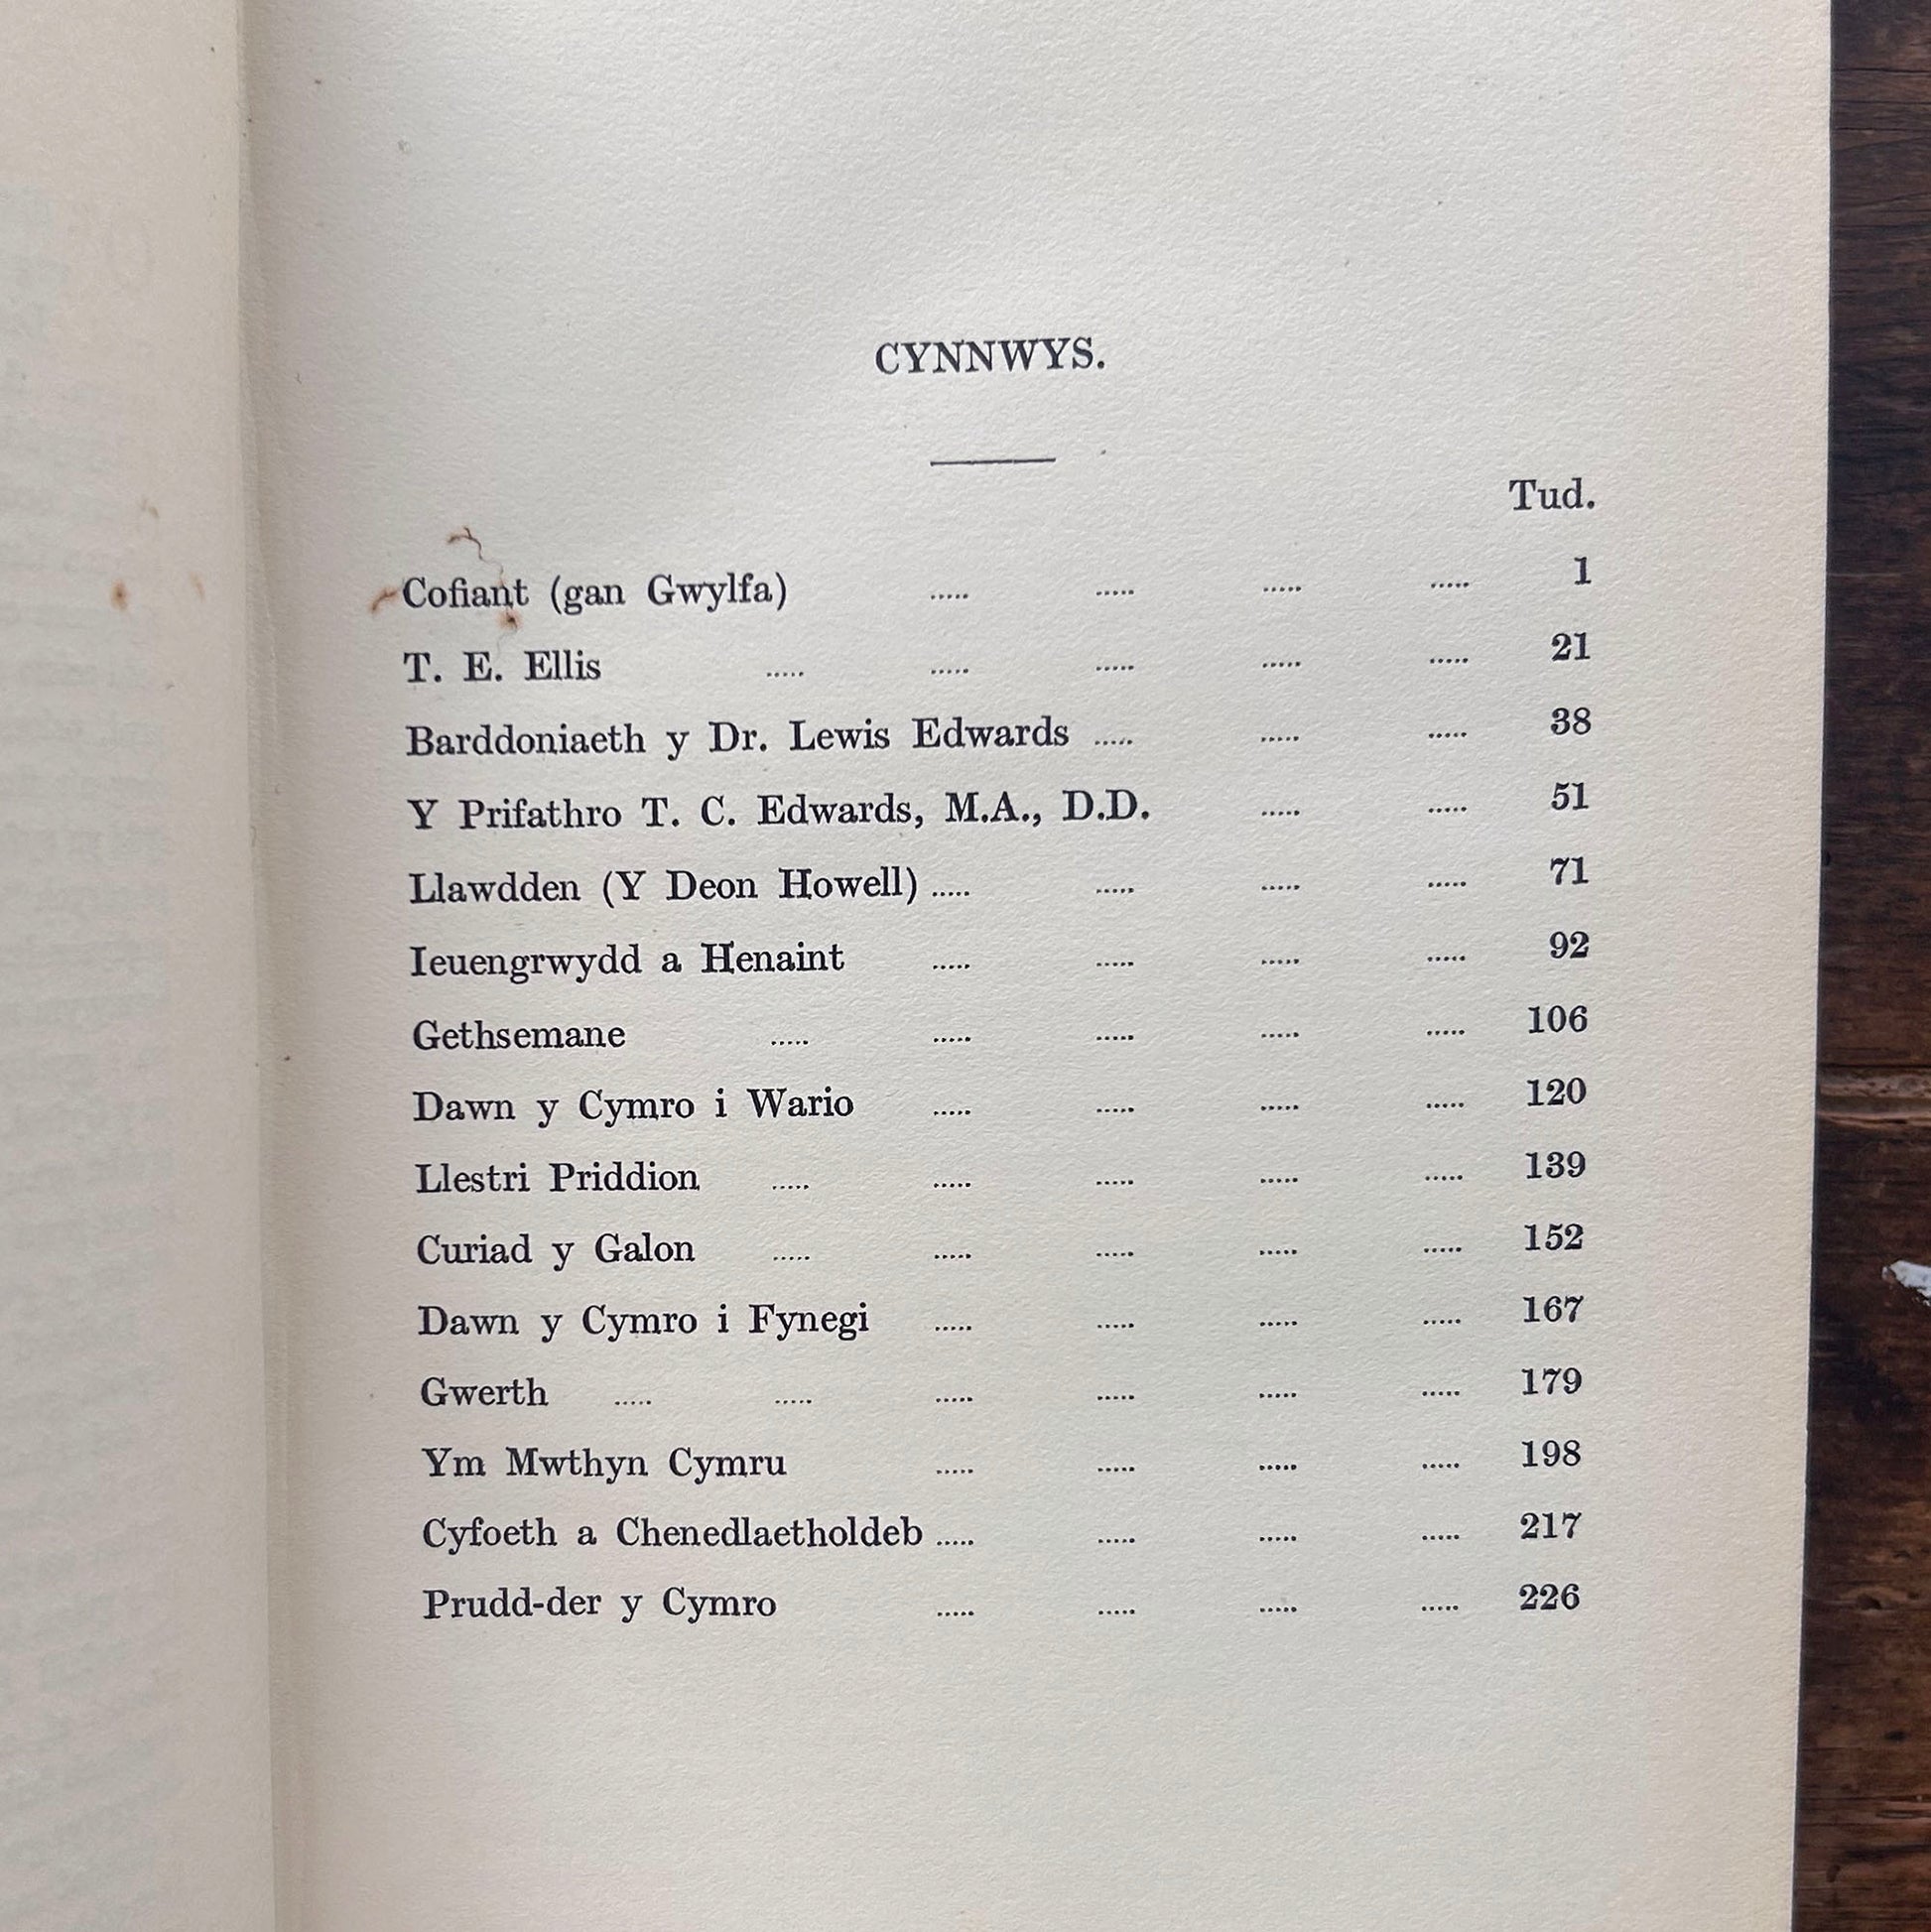 CYNNWYS.
Tud.
Cofiant (gan Gwylfa) ..... ..... ..... ..... 1
T. E. Ellis ..... ..... ..... ..... ..... 21
Barddoniaeth y Dr. Lewis Edwards ..... ..... ..... 38
Y Prifathro T. C. Edwards, M.A., D.D. ..... ..... 51
Llawdden (Y Deon Howell) ..... ..... ..... ..... 71
Ieuengrwydd a Henaint ..... ..... ..... ..... 92
Gethsemane ..... ..... ..... ..... ..... 106
Dawn y Cymro i Wario ..... ..... ..... ..... 120
Llestri Priddion ..... ..... ..... ..... ..... 139
Curiad y Galon ..... ..... ..... ..... ..... 152
Dawn y Cymro i Fynegi ..... ..... ..... ..... 167
Gwerth ..... ..... ..... ..... ..... ..... 179
Ym Mwthyn Cymru ..... ..... ..... ..... 198
Cyfoeth a Chenedlaetholdeb ..... ..... ..... ..... 217
Prudd-der y Cymro ..... ..... ..... ..... 226